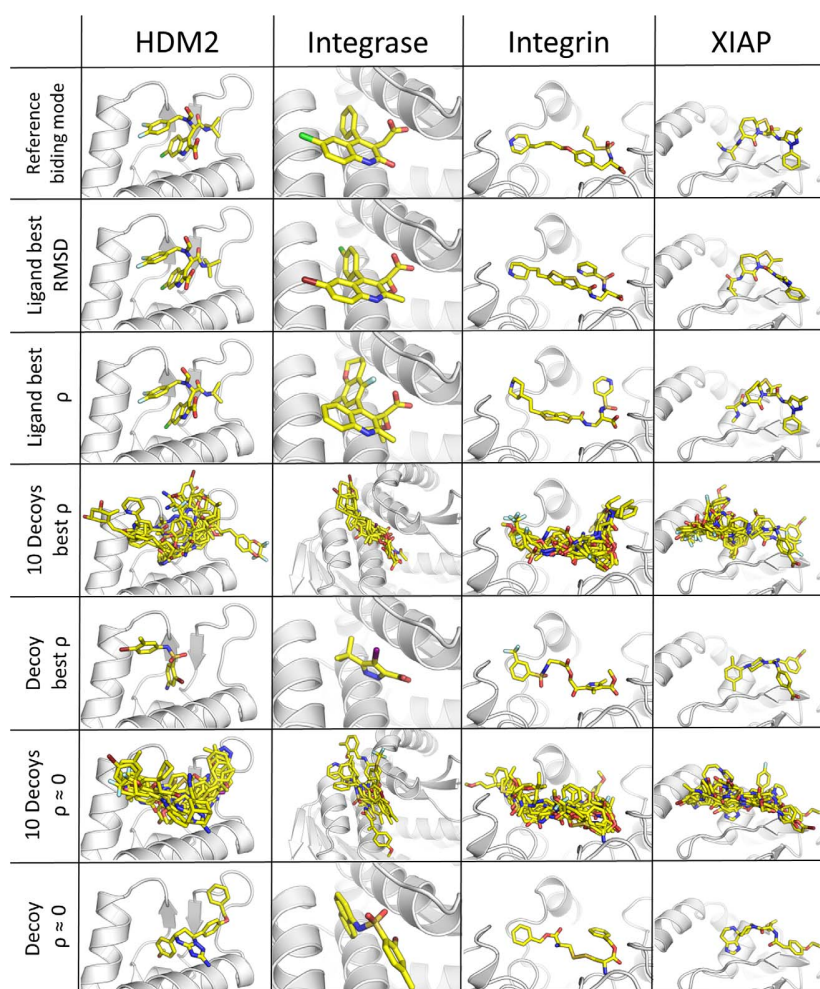 HDM2
Integrase
Integrin
XIAP
Reference
biding mode
Ligand best
RMSD
Ligand best
ρ
10 Decoys
best ρ
Decoy
best ρ
10 Decoys
ρ ≈ 0
Decoy
ρ ≈ 0